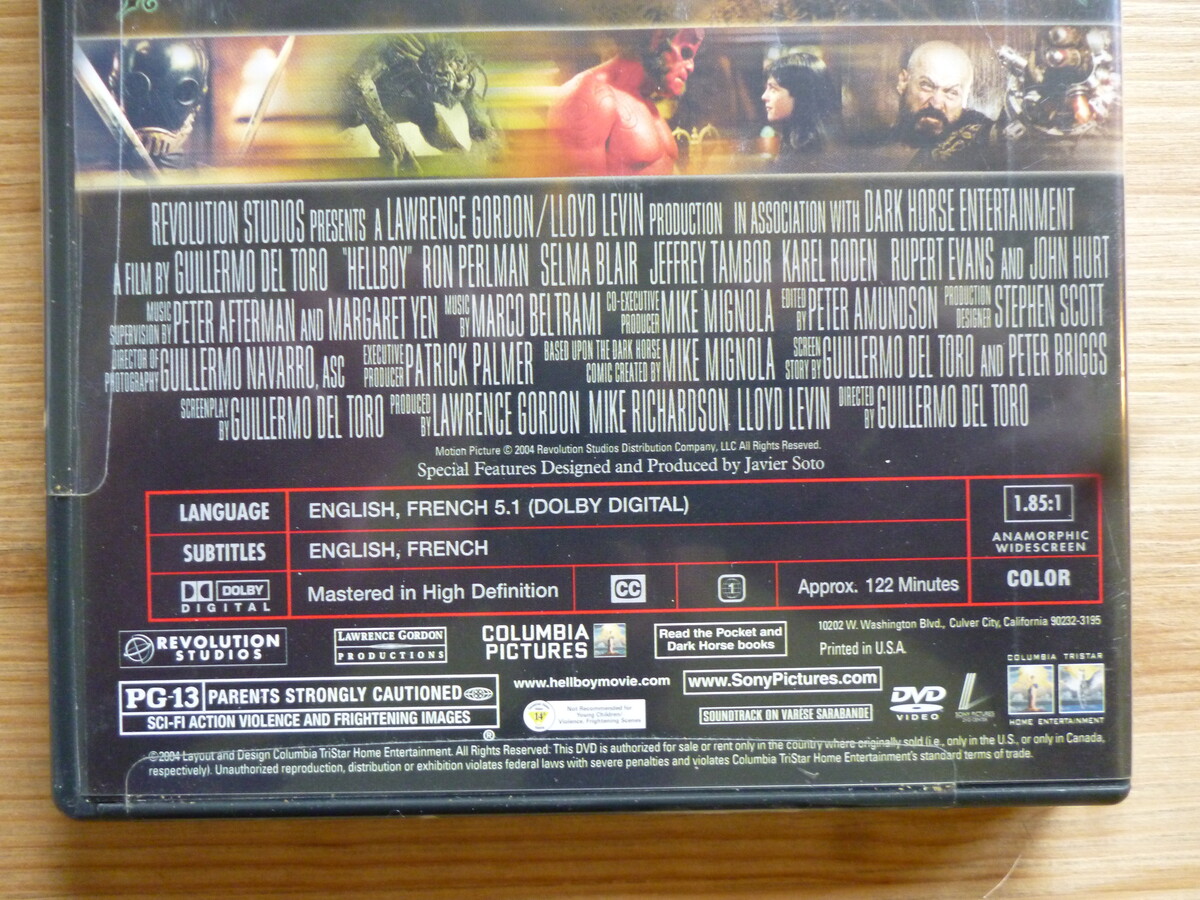 REVOLUTION STUDIOS PRESENTS A LAWRENCE GORDON/LLOYD LEVIN PRODUCTION IN ASSOCIATION WITH DARK HORSE ENTERTAINMENT
A FILM BY GUILLERMO DEL TORO "HELLBOY" RON PERLMAN SELMA BLAIR JEFFREY TAMBOR KAREL RODEN RUPERT EVANS AND JOHN HURT
MUSIC SUPERVISION BY PETER AFTERMAN AND MARGARET YEN MUSIC BY MARCO BELTRAMI CO-EXECUTIVE PRODUCER MIKE MIGNOLA EDITED BY PETER AMUNDSON PRODUCTION DESIGNER STEPHEN SCOTT
DIRECTOR OF PHOTOGRAPHY GUILLERMO NAVARRO, ASC EXECUTIVE PRODUCER PATRICK PALMER BASED UPON THE DARK HORSE COMIC CREATED BY MIKE MIGNOLA SCREEN STORY BY GUILLERMO DEL TORO AND PETER BRIGGS
SCREENPLAY BY GUILLERMO DEL TORO PRODUCED BY LAWRENCE GORDON MIKE RICHARDSON LLOYD LEVIN DIRECTED BY GUILLERMO DEL TORO
Motion Picture © 2004 Revolution Studios Distribution Company, LLC All Rights Reseved.
Special Features Designed and Produced by Javier Soto
LANGUAGE ENGLISH, FRENCH 5.1 (DOLBY DIGITAL)
1.85:1
ANAMORPHIC
WIDESCREEN
SUBTITLES ENGLISH, FRENCH
DOLBY
DIGITAL
Mastered in High Definition CC 1 Approx. 122 Minutes COLOR
REVOLUTION
STUDIOS
LAWRENCE GORDON
PRODUCTIONS
COLUMBIA
PICTURES
Read the Pocket and
Dark Horse books
10202 W. Washington Blvd., Culver City, California 90232-3195
Printed in U.S.A.
PG-13 PARENTS STRONGLY CAUTIONED
SCI-FI ACTION VIOLENCE AND FRIGHTENING IMAGES
®
www.hellboymovie.com
www.SonyPictures.com
14
Not Recommended for
Young Children/
Violence, Frightening Scenes
SOUNDTRACK ON VARÈSE SARABANDE
DVD
VIDEO
SONY PICTURES
DVD CENTER
COLUMBIA TRISTAR
HOME ENTERTAINMENT
©2004 Layout and Design Columbia TriStar Home Entertainment. All Rights Reserved: This DVD is authorized for sale or rent only in the country where originally sold (i.e., only in the U.S., or only in Canada,
respectively). Unauthorized reproduction, distribution or exhibition violates federal laws with severe penalties and violates Columbia TriStar Home Entertainment's standard terms of trade.